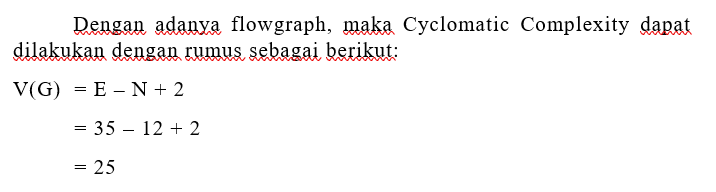 Dengan adanya flowgraph, maka Cyclomatic Complexity dapat
dilakukan dengan rumus sebagai berikut:
V(G) = E – N + 2
= 35 – 12 + 2
= 25